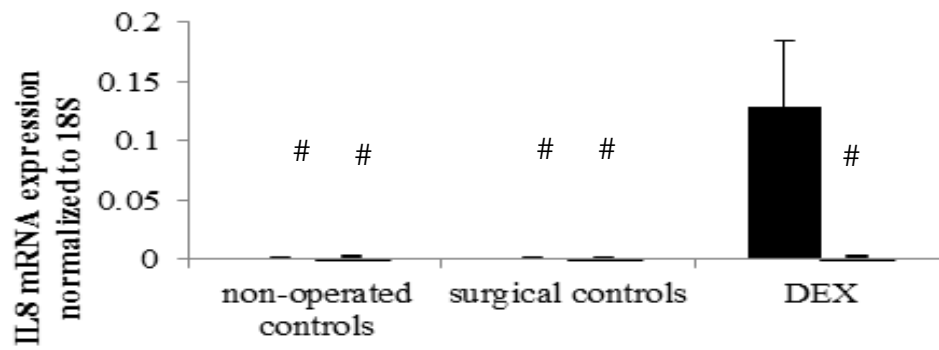 IL8 mRNA expression
normalized to 18S
0.2
0.15
0.1
0.05
0
# # # # #
non-operated
controls
surgical controls
DEX